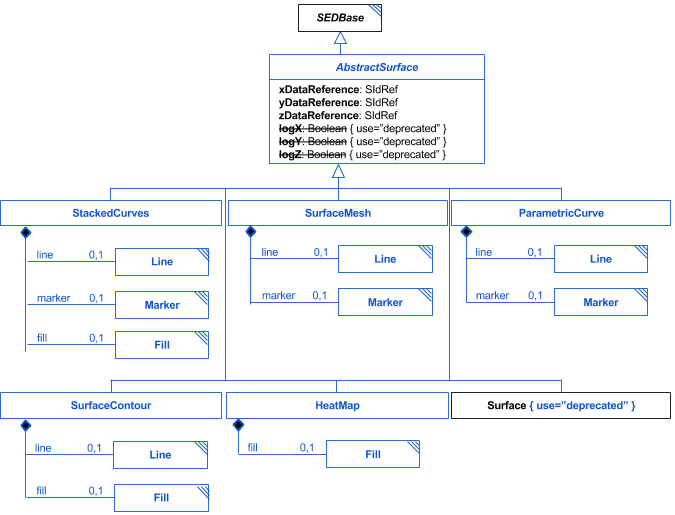 SEDBase
AbstractSurface
xDataReference: SIdRef
yDataReference: SIdRef
zDataReference: SIdRef
logX: Boolean { use="deprecated" }
logY: Boolean { use="deprecated" }
logZ: Boolean { use="deprecated" }
StackedCurves
line 0,1 Line
marker 0,1 Marker
fill 0,1 Fill
SurfaceMesh
line 0,1 Line
marker 0,1 Marker
ParametricCurve
line 0,1 Line
marker 0,1 Marker
SurfaceContour
line 0,1 Line
fill 0,1 Fill
HeatMap
fill 0,1 Fill
Surface { use="deprecated" }